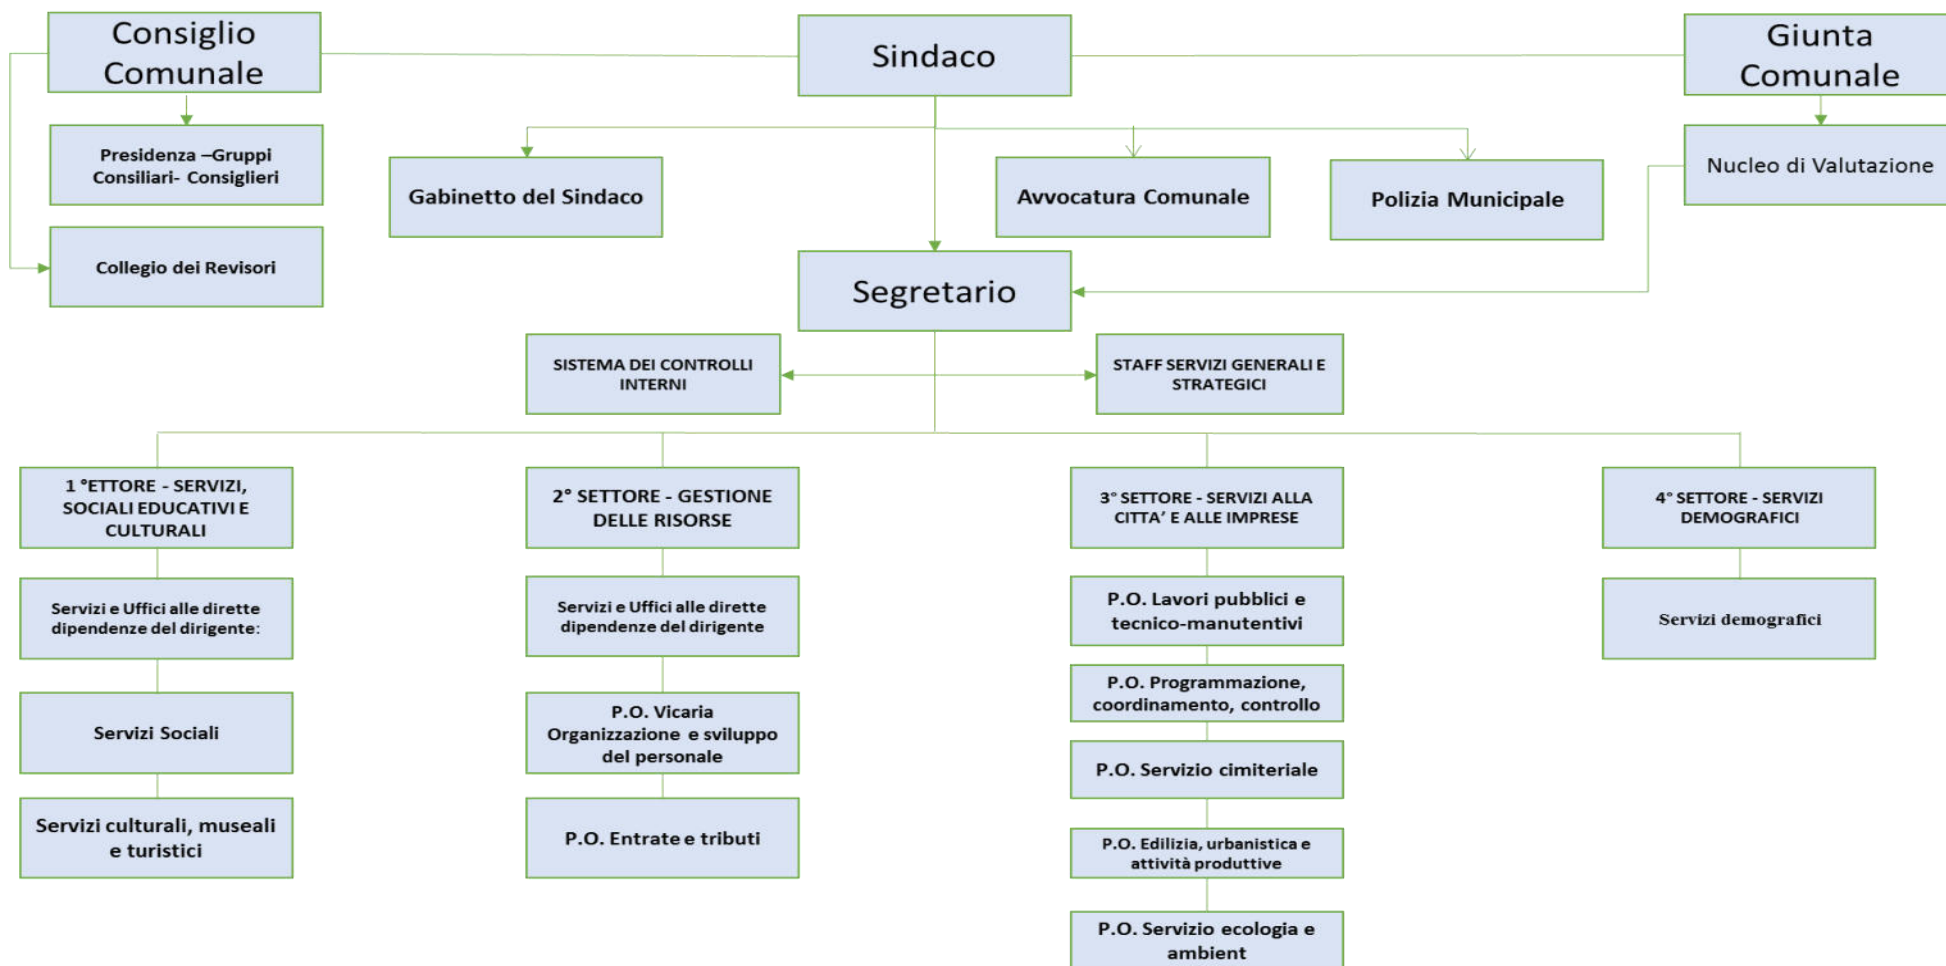 Consiglio
Comunale
Sindaco
Giunta
Comunale
Presidenza –Gruppi
Consiliari- Consiglieri
Gabinetto del Sindaco
Avvocatura Comunale
Polizia Municipale
Nucleo di Valutazione
Collegio dei Revisori
Segretario
SISTEMA DEI CONTROLLI
INTERNI
STAFF SERVIZI GENERALI E
STRATEGICI
1 °ETTORE - SERVIZI,
SOCIALI EDUCATIVI E
CULTURALI
2° SETTORE - GESTIONE
DELLE RISORSE
3° SETTORE - SERVIZI ALLA
CITTA’ E ALLE IMPRESE
4° SETTORE - SERVIZI
DEMOGRAFICI
Servizi e Uffici alle dirette
dipendenze del dirigente:
Servizi e Uffici alle dirette
dipendenze del dirigente
P.O. Lavori pubblici e
tecnico-manutentivi
Servizi demografici
Servizi Sociali
P.O. Vicaria
Organizzazione e sviluppo
del personale
P.O. Programmazione,
coordinamento, controllo
P.O. Servizio cimiteriale
Servizi culturali, museali
e turistici
P.O. Entrate e tributi
P.O. Edilizia, urbanistica e
attività produttive
P.O. Servizio ecologia e
ambient